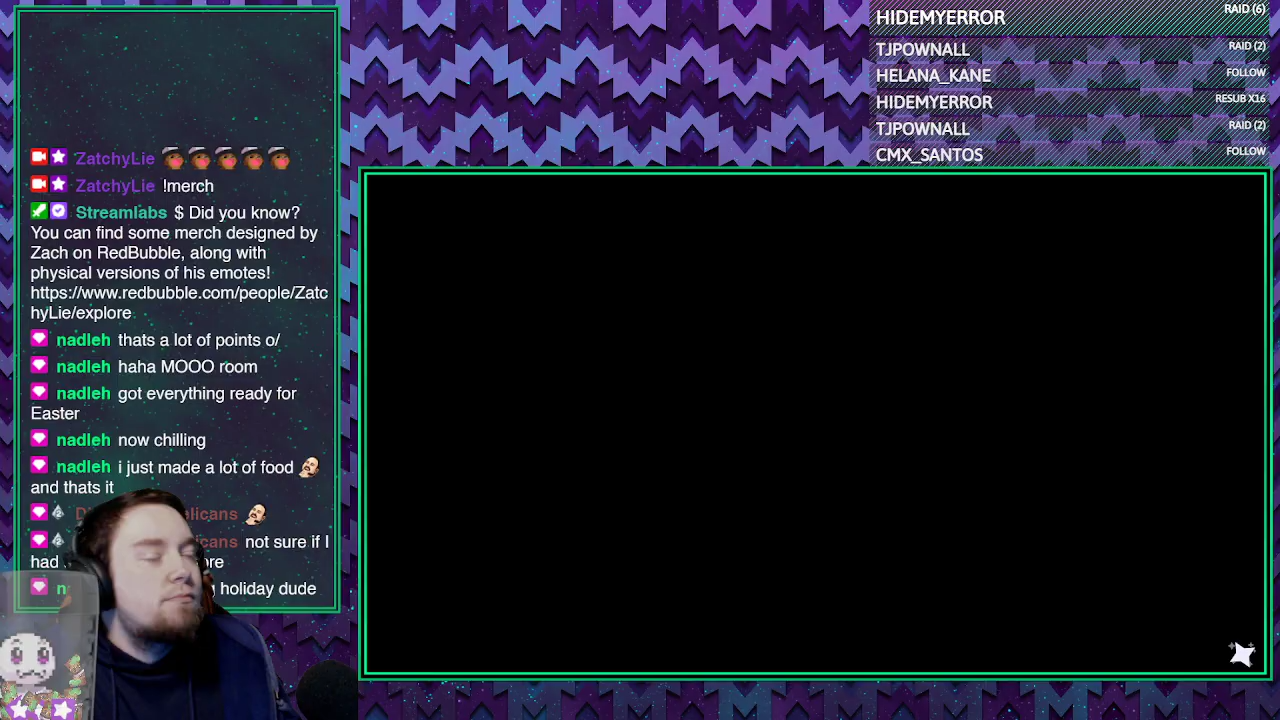 ZatchyLie
ZatchyLie !merch
Streamlabs $ Did you know?
You can find some merch designed by
Zach on RedBubble, along with
physical versions of his emotes!
https://www.redbubble.com/people/Zatc
hyLie/explore
nadleh thats a lot of points o/
nadleh haha MOOO room
nadleh got everything ready for
Easter
nadleh now chilling
nadleh i just made a lot of food
and thats it
not sure if I
had
holiday dude
HIDEMYERROR RAID (6)
TJPOWNALL RAID (2)
HELANA_KANE FOLLOW
HIDEMYERROR RESUB X16
TJPOWNALL RAID (2)
CMX_SANTOS FOLLOW